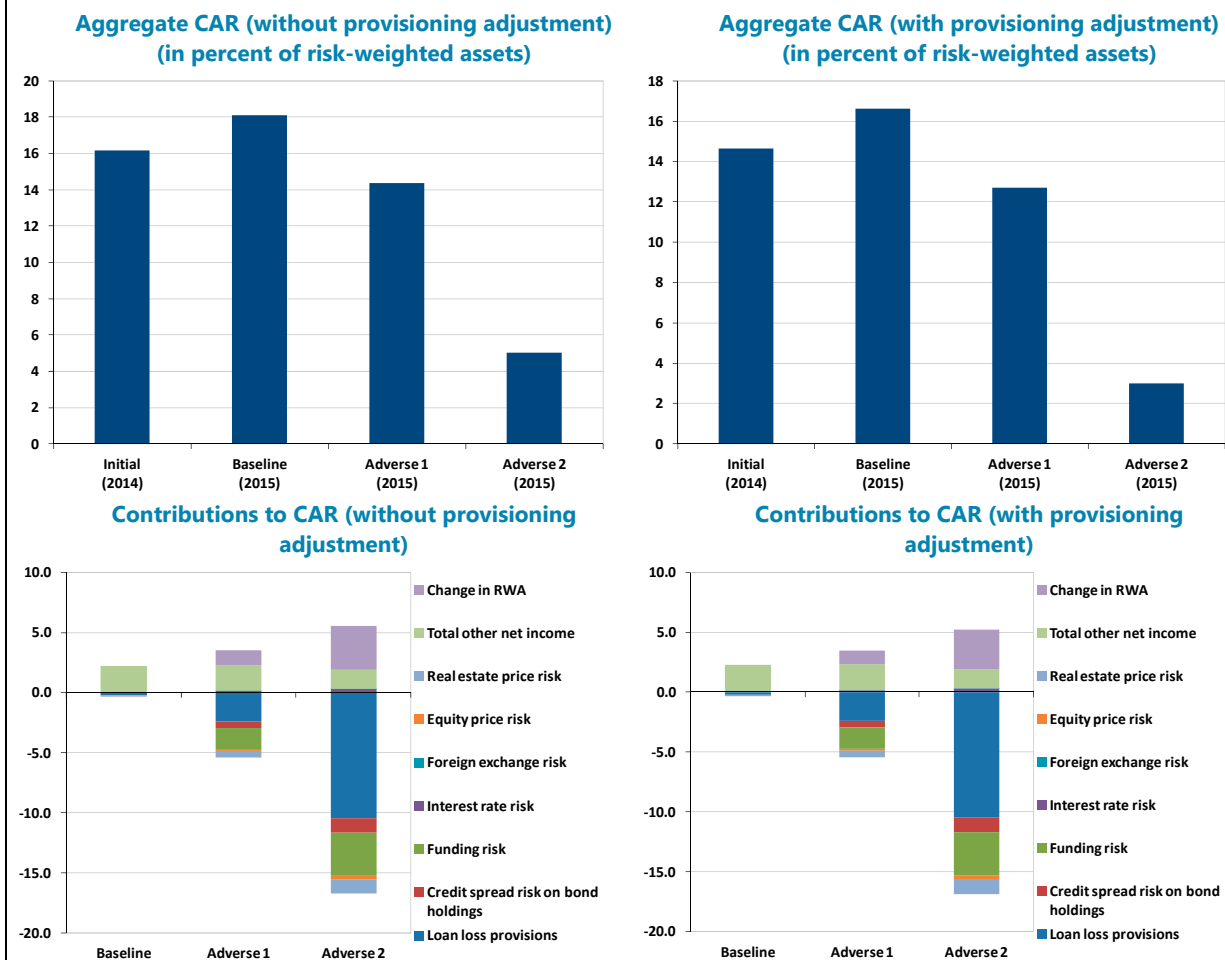 Aggregate CAR (without provisioning adjustment)
(in percent of risk-weighted assets)
20
18
16
14
12
10
8
6
4
2
0
Initial
(2014)
Baseline
(2015)
Adverse 1
(2015)
Adverse 2
(2015)
Aggregate CAR (with provisioning adjustment)
(in percent of risk-weighted assets)
18
16
14
12
10
8
6
4
2
0
Initial
(2014)
Baseline
(2015)
Adverse 1
(2015)
Adverse 2
(2015)
Contributions to CAR (without provisioning
adjustment)
10.0
5.0
0.0
-5.0
-10.0
-15.0
-20.0
Baseline
Adverse 1
Adverse 2
Change in RWA
Total other net income
Real estate price risk
Equity price risk
Foreign exchange risk
Interest rate risk
Funding risk
Credit spread risk on bond
holdings
Loan loss provisions
Contributions to CAR (with provisioning
adjustment)
10.0
5.0
0.0
-5.0
-10.0
-15.0
-20.0
Baseline
Adverse 1
Adverse 2
Change in RWA
Total other net income
Real estate price risk
Equity price risk
Foreign exchange risk
Interest rate risk
Funding risk
Credit spread risk on bond
holdings
Loan loss provisions